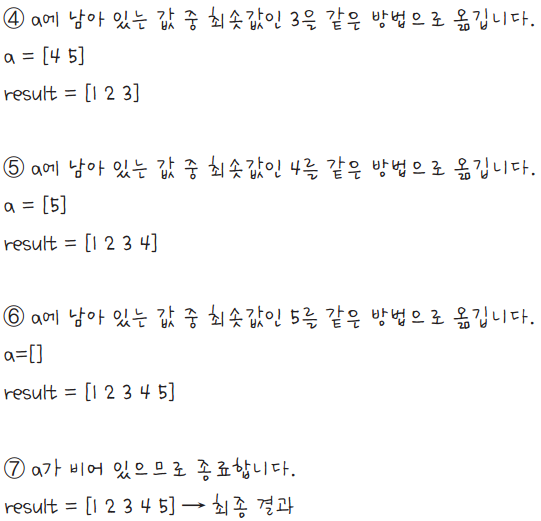 ④ a에 남아 있는 값 중 최솟값인 3을 같은 방법으로 옮깁니다.
a = [4 5]
result = [1 2 3]
⑤ a에 남아 있는 값 중 최솟값인 4를 같은 방법으로 옮깁니다.
a = [5]
result = [1 2 3 4]
⑥ a에 남아 있는 값 중 최솟값인 5를 같은 방법으로 옮깁니다.
a=[]
result = [1 2 3 4 5]
⑦ a가 비어 있으므로 종료합니다.
result = [1 2 3 4 5] → 최종 결과